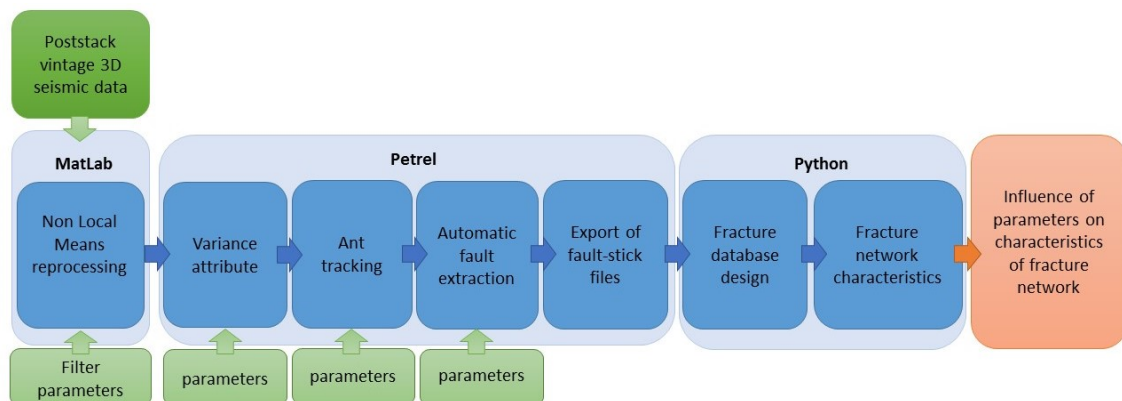 Poststack
vintage 3D
seismic data
MatLab
Petrel
Python
Non Local
Means
reprocessing
Variance
attribute
Ant
tracking
Automatic
fault
extraction
Export of
fault-stick
files
Fracture
database
design
Fracture
network
characteristics
Influence of
parameters on
characteristics
of fracture
network
Filter
parameters
parameters
parameters
parameters